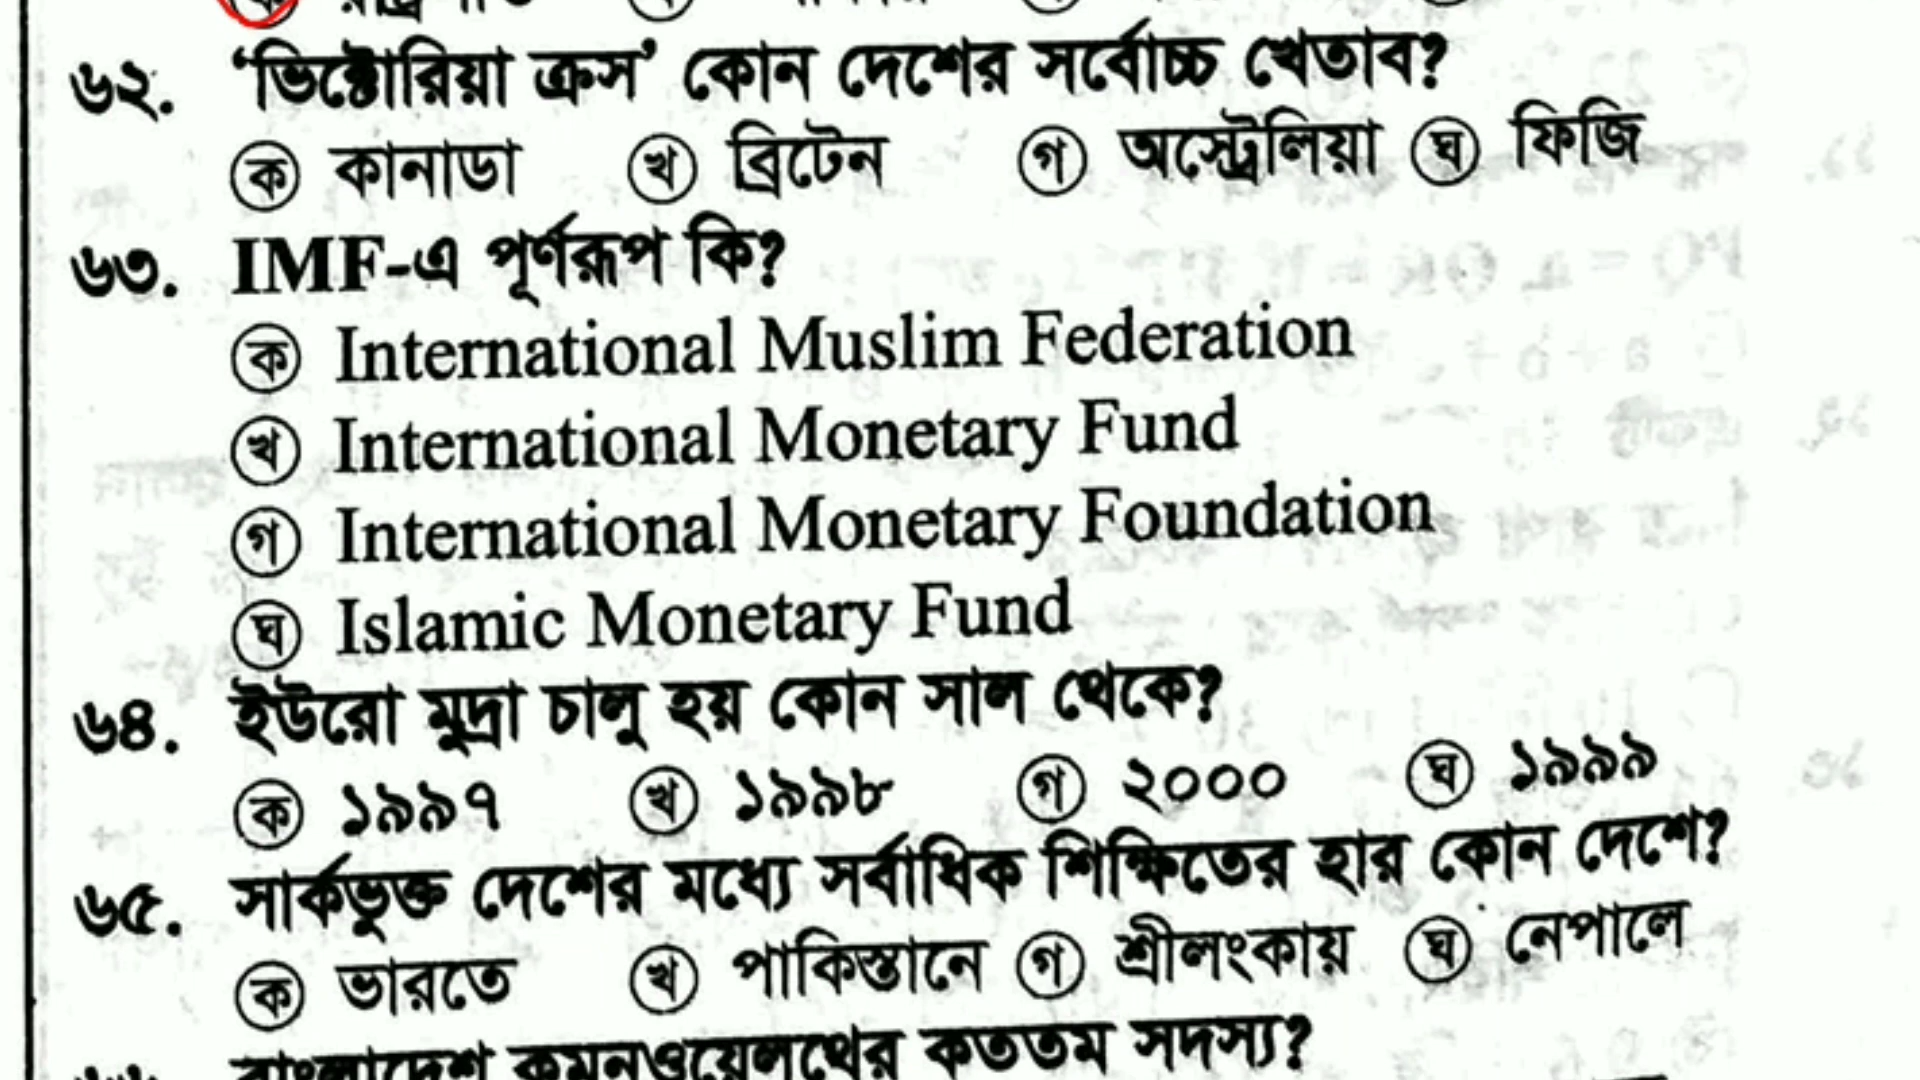 ৬২. ‘ভিক্টোরিয়া ক্রস’ কোন দেশের সর্বোচ্চ খেতাব?
ক কানাডা খ ব্রিটেন গ অস্ট্রেলিয়া ঘ ফিজি
৬৩. IMF-এ পূর্ণরূপ কি?
ক International Muslim Federation
খ International Monetary Fund
গ International Monetary Foundation
ঘ Islamic Monetary Fund
৬৪. ইউরো মুদ্রা চালু হয় কোন সাল থেকে?
ক ১৯৯৭ খ ১৯৯৮ গ ২০০০ ঘ ১৯৯৯
৬৫. সার্কভুক্ত দেশের মধ্যে সর্বাধিক শিক্ষিতের হার কোন দেশে?
ক ভারতে খ পাকিস্তানে গ শ্রীলংকায় ঘ নেপালে
বাংলাদেশ কমনওয়েলথের কততম সদস্য?